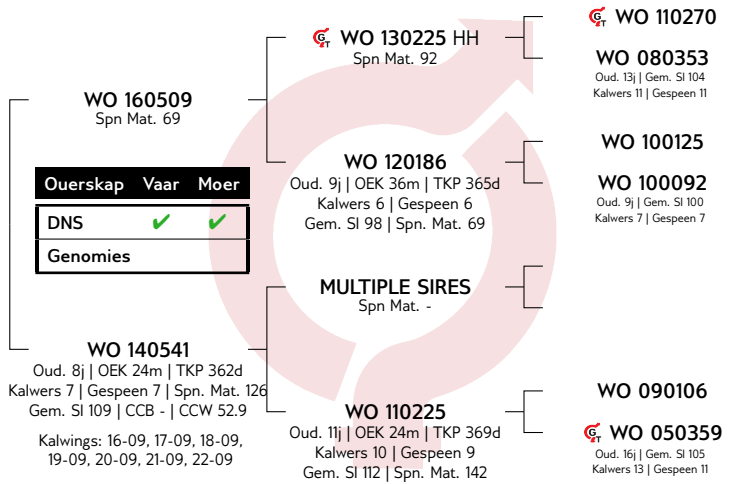 WO 160509
Spn Mat. 69
GT WO 130225 HH
Spn Mat. 92
GT WO 110270
WO 080353
Oud. 13j | Gem. SI 104
Kalwers 11 | Gespeen 11
WO 120186
Oud. 9j | OEK 36m | TKP 365d
Kalwers 6 | Gespeen 6
Gem. SI 98 | Spn. Mat. 69
WO 100125
WO 100092
Oud. 9j | Gem. SI 100
Kalwers 7 | Gespeen 7
Ouerskap Vaar Moer
DNS ✔ ✔
Genomies
WO 140541
Oud. 8j | OEK 24m | TKP 362d
Kalwers 7 | Gespeen 7 | Spn. Mat. 126
Gem. SI 109 | CCB - | CCW 52.9
Kalwings: 16-09, 17-09, 18-09,
19-09, 20-09, 21-09, 22-09
MULTIPLE SIRES
Spn Mat. -
WO 110225
Oud. 11j | OEK 24m | TKP 369d
Kalwers 10 | Gespeen 9
Gem. SI 112 | Spn. Mat. 142
WO 090106
GT WO 050359
Oud. 16j | Gem. SI 105
Kalwers 13 | Gespeen 11